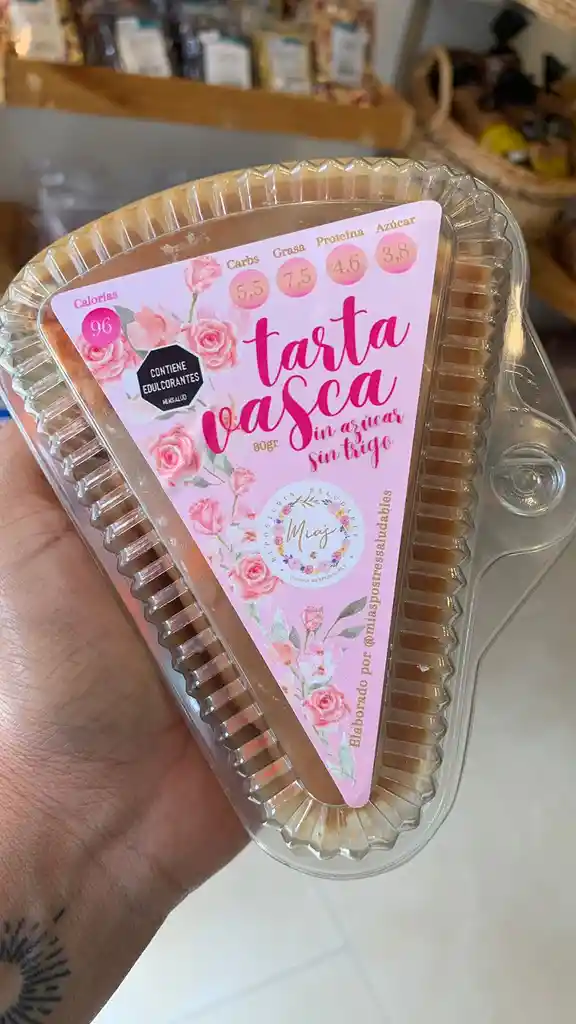 Calorías
96
Carbs
5,5
Grasa
7,5
Proteína
4.6
Azúcar
3,8
CONTIENE
EDULCORANTES
MINSALUD
tarta
vasca
80gr
sin azúcar
sin trigo
Mia's
Elaborado por @miaspostressaludables